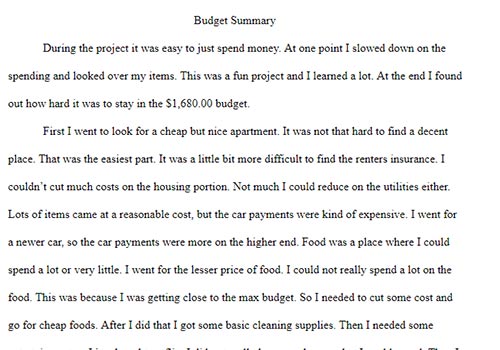 Budget Summary
During the project it was easy to just spend money. At one point I slowed down on the
spending and looked over my items. This was a fun project and I learned a lot. At the end I found
out how hard it was to stay in the $1,680.00 budget.
First I went to look for a cheap but nice apartment. It was not that hard to find a decent
place. That was the easiest part. It was a little bit more difficult to find the renters insurance. I
couldn't cut much costs on the housing portion. Not much I could reduce on the utilities either.
Lots of items came at a reasonable cost, but the car payments were kind of expensive. I went for
a newer car, so the car payments were more on the higher end. Food was a place where I could
spend a lot or very little. I went for the lesser price of food. I could not really spend a lot on the
food. This was because I was getting close to the max budget. So I needed to cut some cost and
go for cheap foods. After I did that I got some basic cleaning supplies. Then I needed some